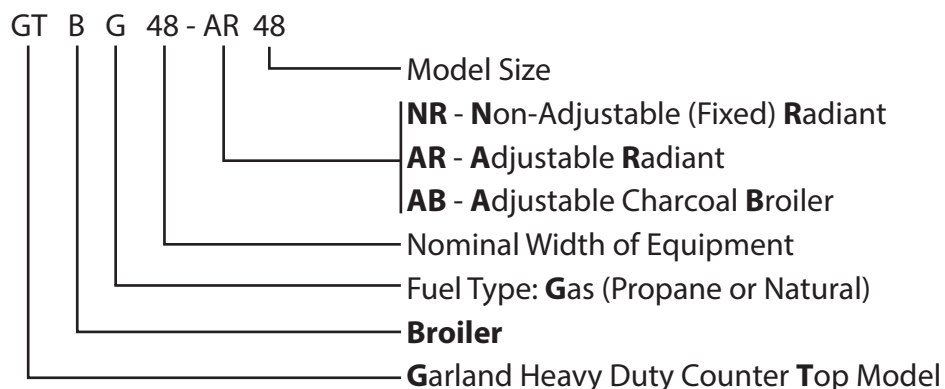 GT B G 48 - AR 48
Model Size
NR - Non-Adjustable (Fixed) Radiant
AR - Adjustable Radiant
AB - Adjustable Charcoal Broiler
Nominal Width of Equipment
Fuel Type: Gas (Propane or Natural)
Broiler
Garland Heavy Duty Counter Top Model